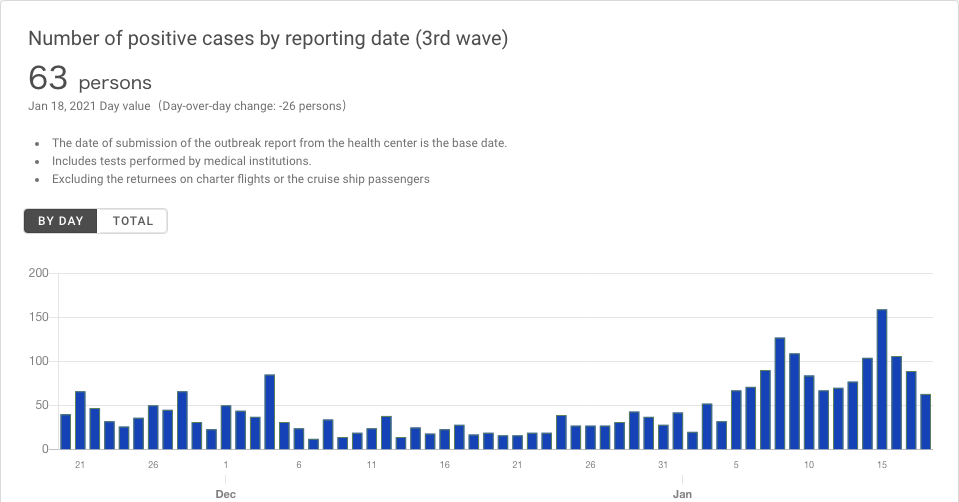 Number of positive cases by reporting date (3rd wave)
63 persons
Jan 18, 2021 Day value（Day-over-day change: -26 persons）
• The date of submission of the outbreak report from the health center is the base date.
• Includes tests performed by medical institutions.
• Excluding the returnees on charter flights or the cruise ship passengers
BY DAY TOTAL
200
150
100
50
0
21 26 1 6 11 16 21 26 31 5 10 15
Dec Jan